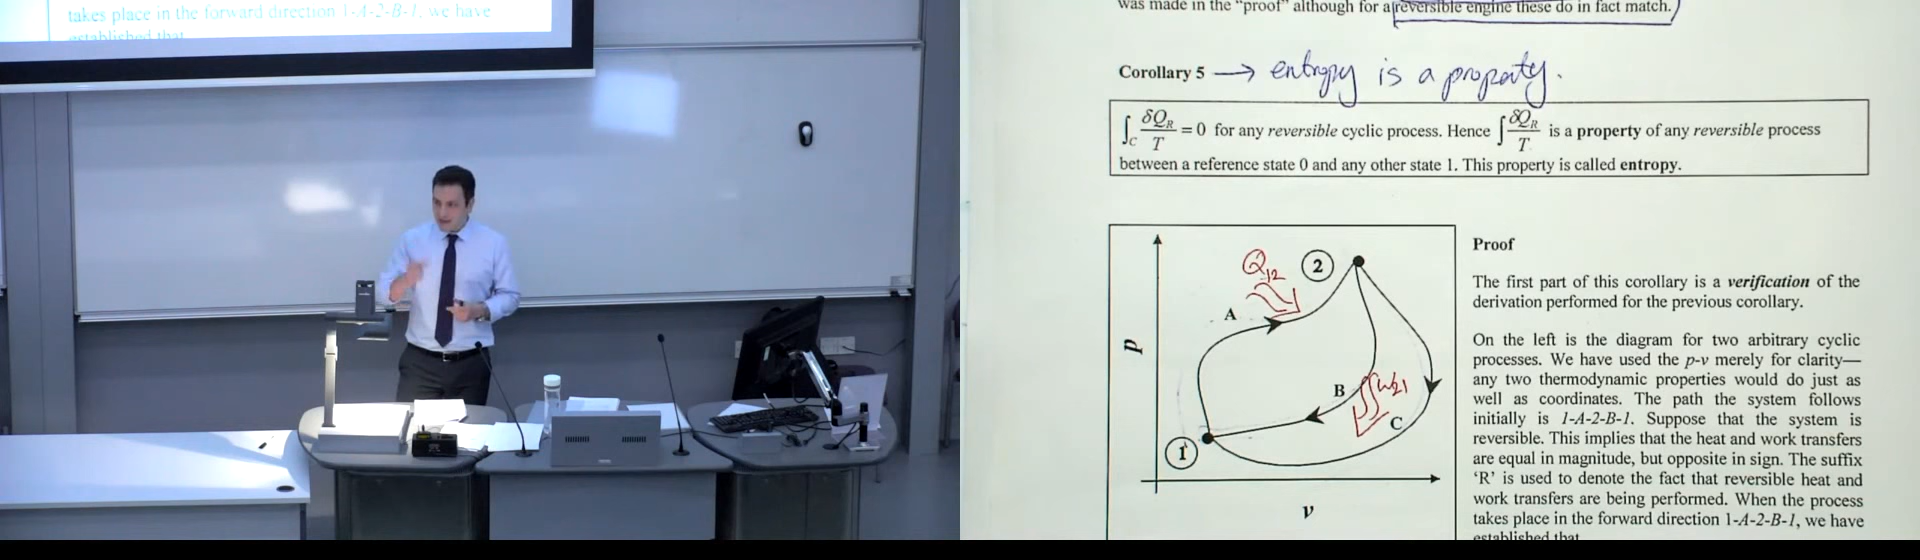 takes place in the forward direction 1-A-2-B-1, we have
established that
was made in the "proof" although for a reversible engine these do in fact match.
Corollary 5 → entropy is a property.
∫_C δQ_R/T = 0 for any reversible cyclic process. Hence ∫ δQ_R/T is a property of any reversible process
between a reference state 0 and any other state 1. This property is called entropy.
Q12
2
A
p
B
C
1
v
Proof
The first part of this corollary is a verification of the
derivation performed for the previous corollary.
On the left is the diagram for two arbitrary cyclic
processes. We have used the p-v merely for clarity—
any two thermodynamic properties would do just as
well as coordinates. The path the system follows
initially is 1-A-2-B-1. Suppose that the system is
reversible. This implies that the heat and work transfers
are equal in magnitude, but opposite in sign. The suffix
‘R’ is used to denote the fact that reversible heat and
work transfers are being performed. When the process
takes place in the forward direction 1-A-2-B-1, we have
established that